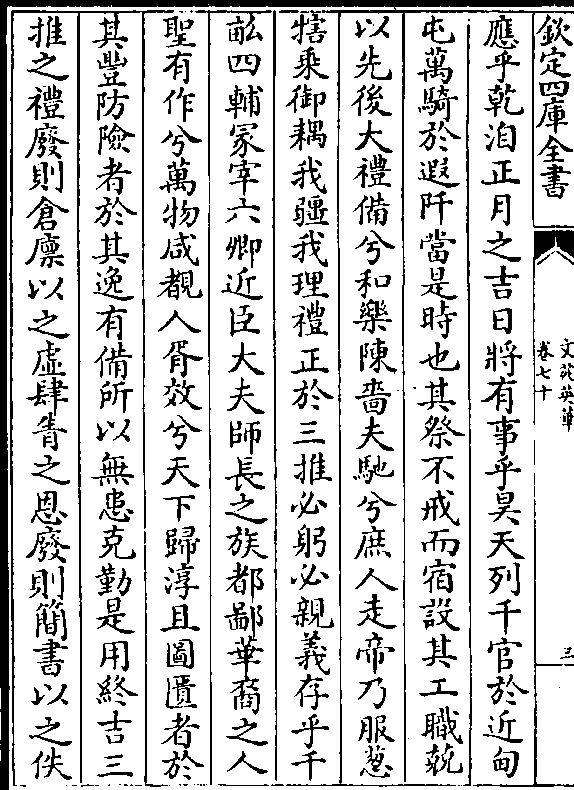 欽定四庫全書
文苑英華
卷七十
三
應乎乾洎正月之吉日將有事乎昊天列千官於近甸
屯萬騎於遐阡當是時也其祭不戒而宿設其工職兢
以先後大禮備兮和樂陳嗇夫馳兮庶人走帝乃服葱
犗乘御耦我疆我理禮正於三推必躬必親義存乎千
畝四輔冢宰六卿近臣大夫師長之族都鄙華裔之人
聖有作兮萬物咸覩人胥效兮天下歸淳且圖匱者於
其豐防險者於其逸有備所以無患克勤是用終吉三
推之禮廢則倉廪以之虛肆眚之恩廢則簡書以之佚